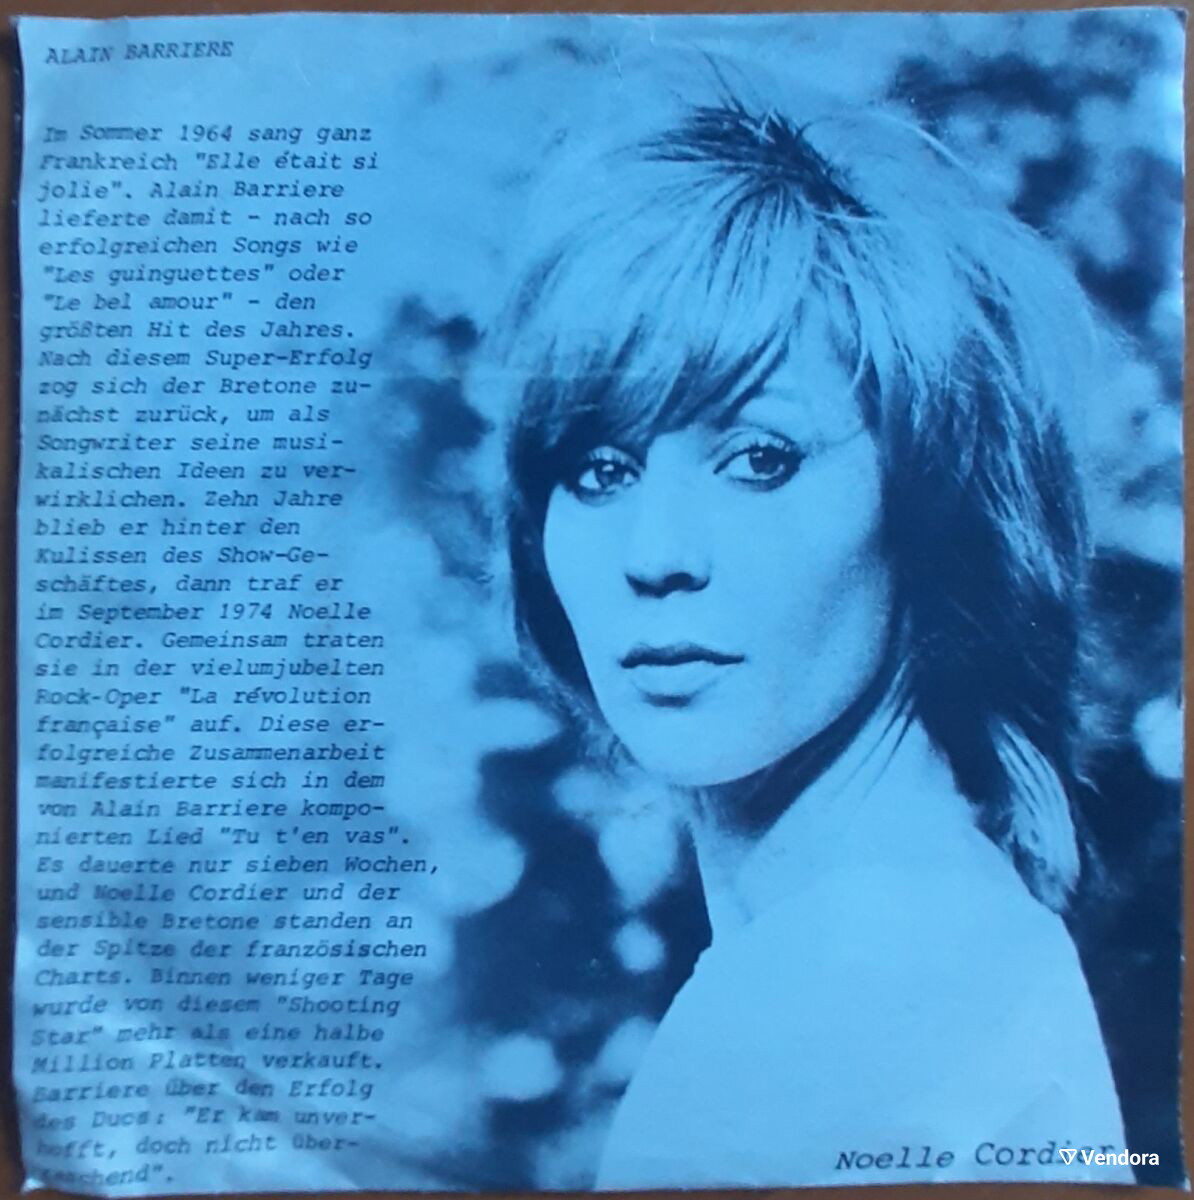 ALAIN BARRIERE
Im Sommer 1964 sang ganz
Frankreich "Elle était si
jolie". Alain Barriere
lieferte damit - nach so
erfolgreichen Songs wie
"Les guinguettes" oder
"Le bel amour" - den
größten Hit des Jahres.
Nach diesem Super-Erfolg
zog sich der Bretone zu-
nächst zurück, um als
Songwriter seine musi-
kalischen Ideen zu ver-
wirklichen. Zehn Jahre
blieb er hinter den
Kulissen des Show-Ge-
schäftes, dann traf er
im September 1974 Noelle
Cordier. Gemeinsam traten
sie in der vielumjubelten
Rock-Oper "La révolution
française" auf. Diese er-
folgreiche Zusammenarbeit
manifestierte sich in dem
von Alain Barriere kompo-
nierten Lied "Tu t'en vas".
Es dauerte nur sieben Wochen,
und Noelle Cordier und der
sensible Bretone standen an
der Spitze der französischen
Charts. Binnen weniger Tage
wurde von diesem "Shooting
Star" mehr als eine halbe
Million Platten verkauft.
Barriere über den Erfolg
des Duos: "Er kam unver-
hofft, doch nicht über-
raschend".
Noelle Cordier
Vendora